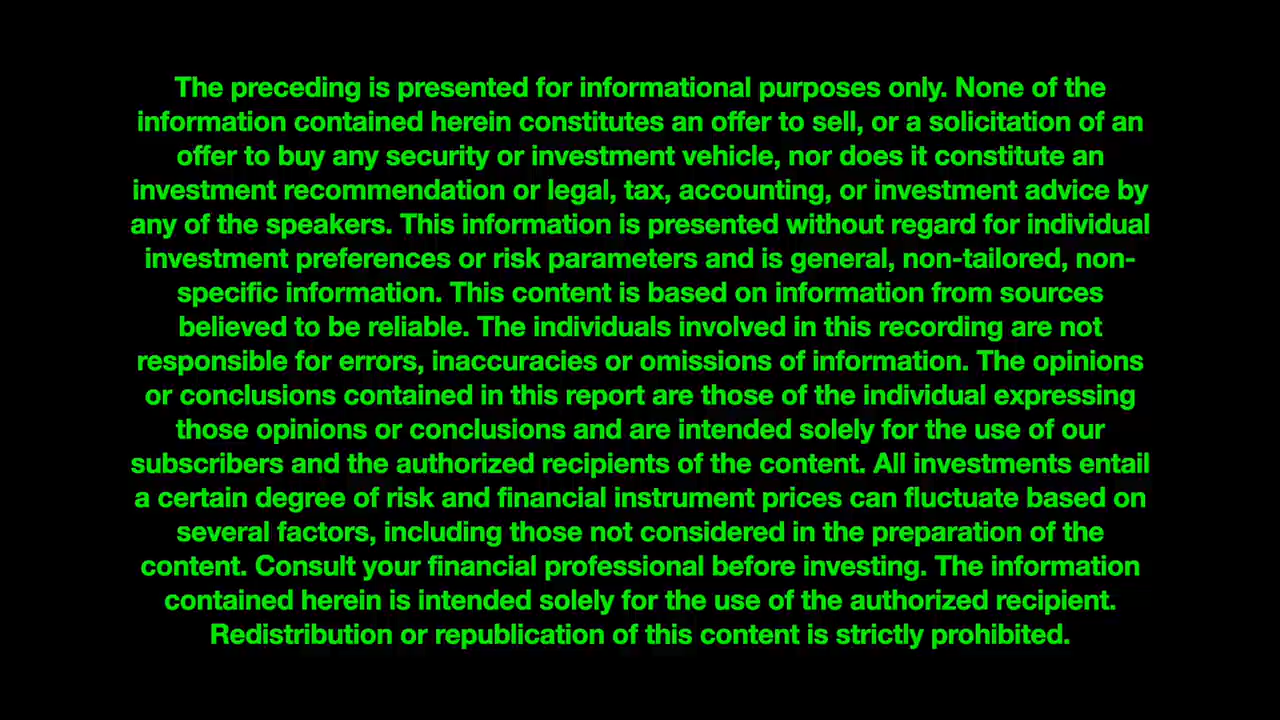 The preceding is presented for informational purposes only. None of the
information contained herein constitutes an offer to sell, or a solicitation of an
offer to buy any security or investment vehicle, nor does it constitute an
investment recommendation or legal, tax, accounting, or investment advice by
any of the speakers. This information is presented without regard for individual
investment preferences or risk parameters and is general, non-tailored, non-
specific information. This content is based on information from sources
believed to be reliable. The individuals involved in this recording are not
responsible for errors, inaccuracies or omissions of information. The opinions
or conclusions contained in this report are those of the individual expressing
those opinions or conclusions and are intended solely for the use of our
subscribers and the authorized recipients of the content. All investments entail
a certain degree of risk and financial instrument prices can fluctuate based on
several factors, including those not considered in the preparation of the
content. Consult your financial professional before investing. The information
contained herein is intended solely for the use of the authorized recipient.
Redistribution or republication of this content is strictly prohibited.